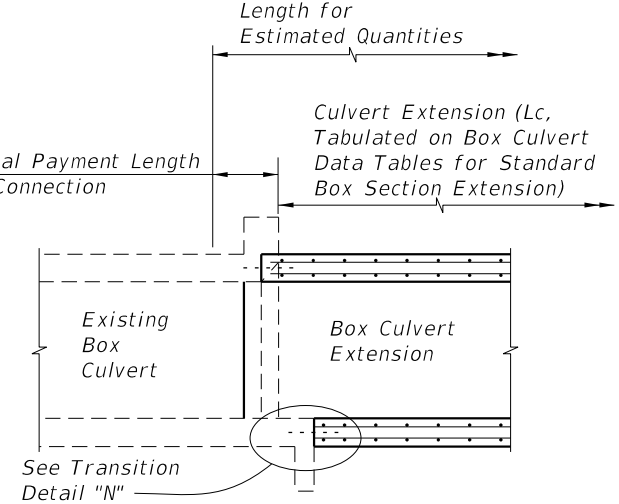 Length for
Estimated Quantities
Culvert Extension (Lc,
Tabulated on Box Culvert
Data Tables for Standard
Box Section Extension)
al Payment Length
Connection
Existing
Box
Culvert
Box Culvert
Extension
See Transition
Detail "N"